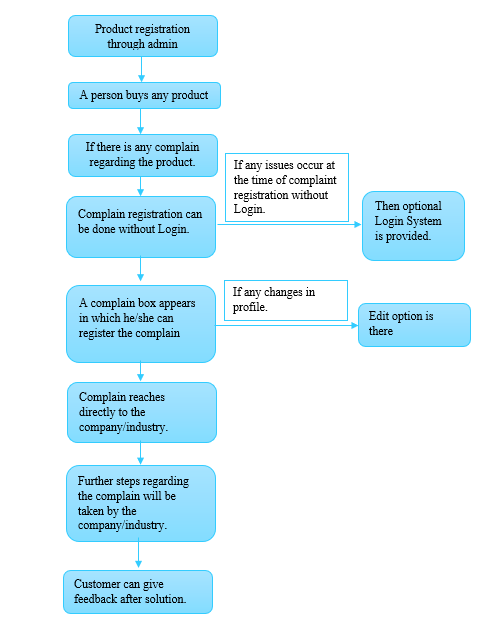 Product registration
through admin
A person buys any product
If there is any complain
regarding the product.
If any issues occur at
the time of complaint
registration without
Login.
Complain registration can
be done without Login.
Then optional
Login System
is provided.
A complain box appears
in which he/she can
register the complain
If any changes in
profile.
Edit option is
there
Complain reaches
directly to the
company/industry.
Further steps regarding
the complain will be
taken by the
company/industry.
Customer can give
feedback after solution.